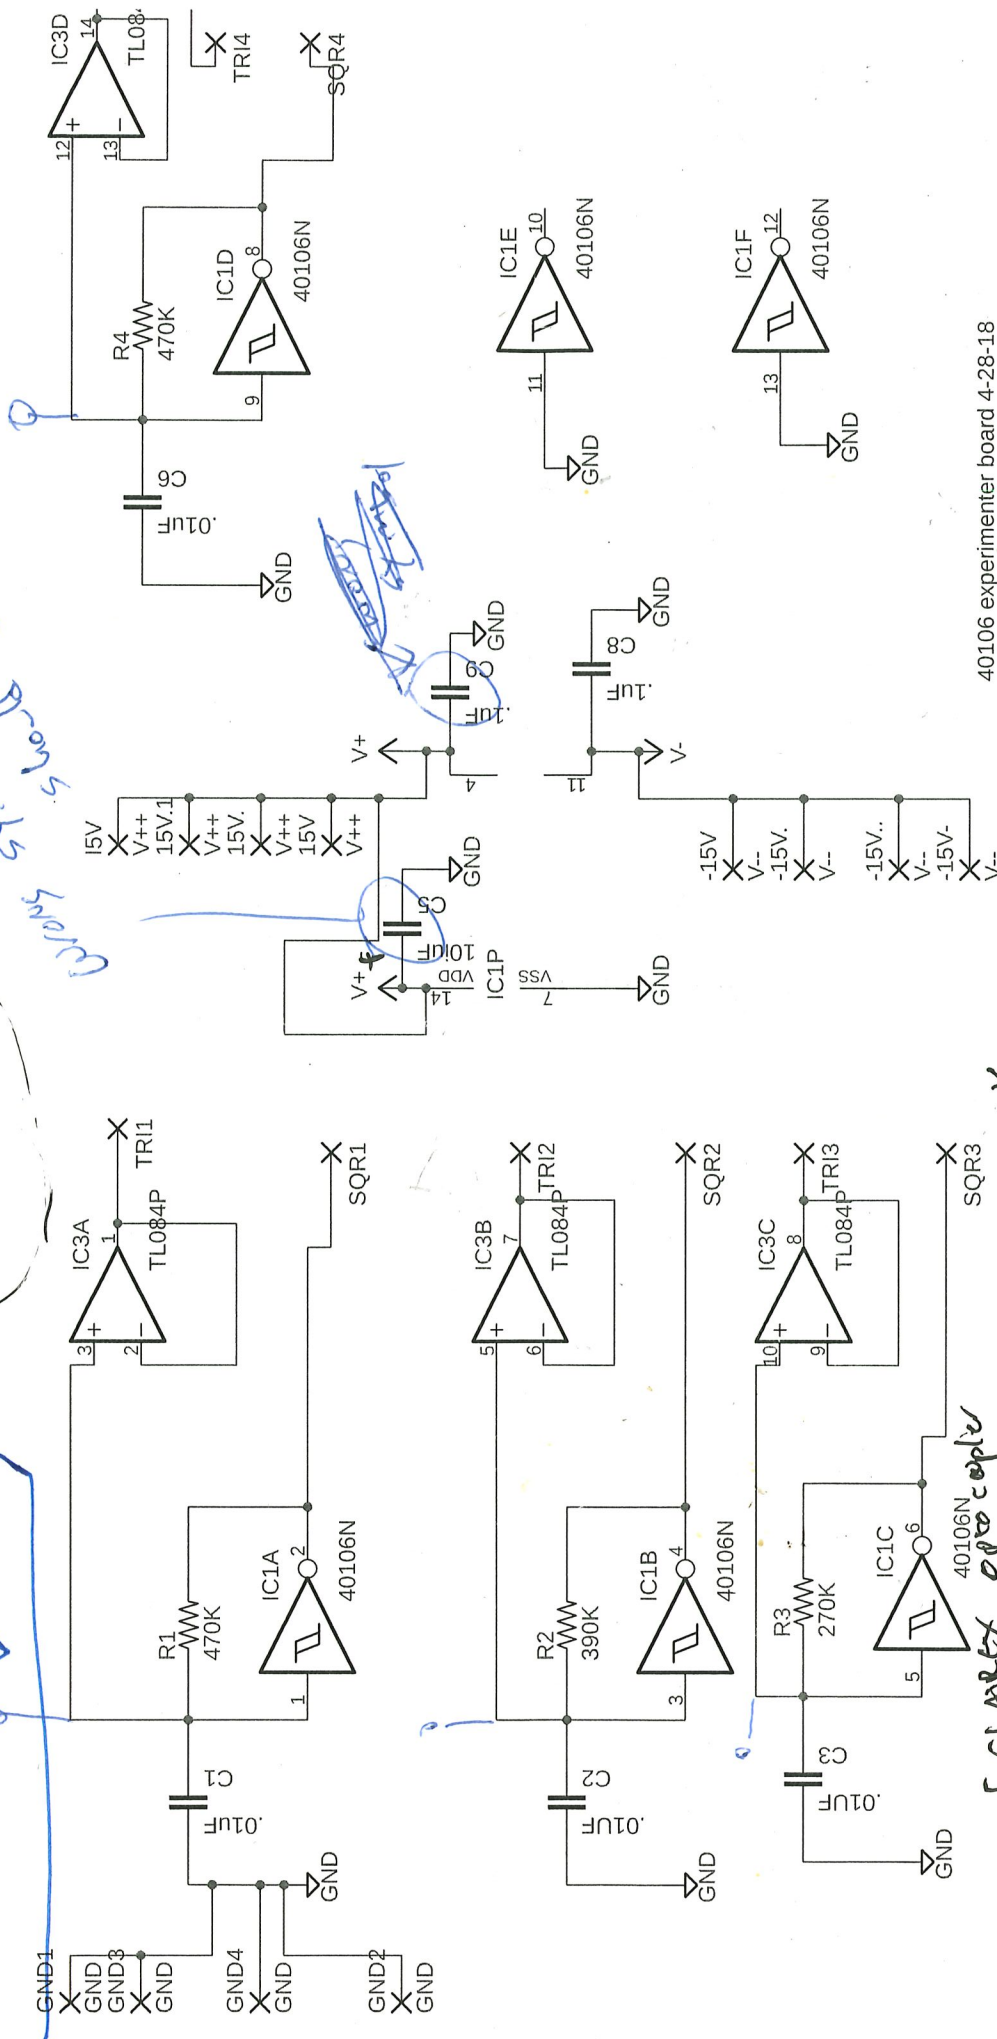 IC3D
14
TL08
12
13
+
−
TRI4
SQR4
R4
470K
IC1D
8
40106N
9
C6
.01uF
GND
IC1E
10
40106N
11
GND
IC1F
12
40106N
13
GND
40106 experimenter board 4-28-18
wrong
C9
.1uF
GND
V+
4
C8
.1uF
GND
11
V-
15V
V++
15V.1
V++
15V.
V++
15V
V++
-15V
V--
-15V.
V--
-15V..
V--
-15V-
V--
C5
10uF
GND
V+
+
14
VDD
IC1P
VSS
7
GND
IC3A
3
2
+
−
1
TL084P
TRI1
SQR1
R1
470K
IC1A
1
2
40106N
C1
.01uF
GND
GND1
GND
GND3
GND
GND4
GND
GND2
GND
IC3B
5
6
+
−
7
TL084P
TRI2
SQR2
R2
390K
IC1B
3
4
40106N
C2
.01UF
GND
IC3C
10
9
+
−
8
TL084P
TRI3
SQR3
R3
270K
IC1C
5
6
40106N
C3
.01UF
GND
opto coupler